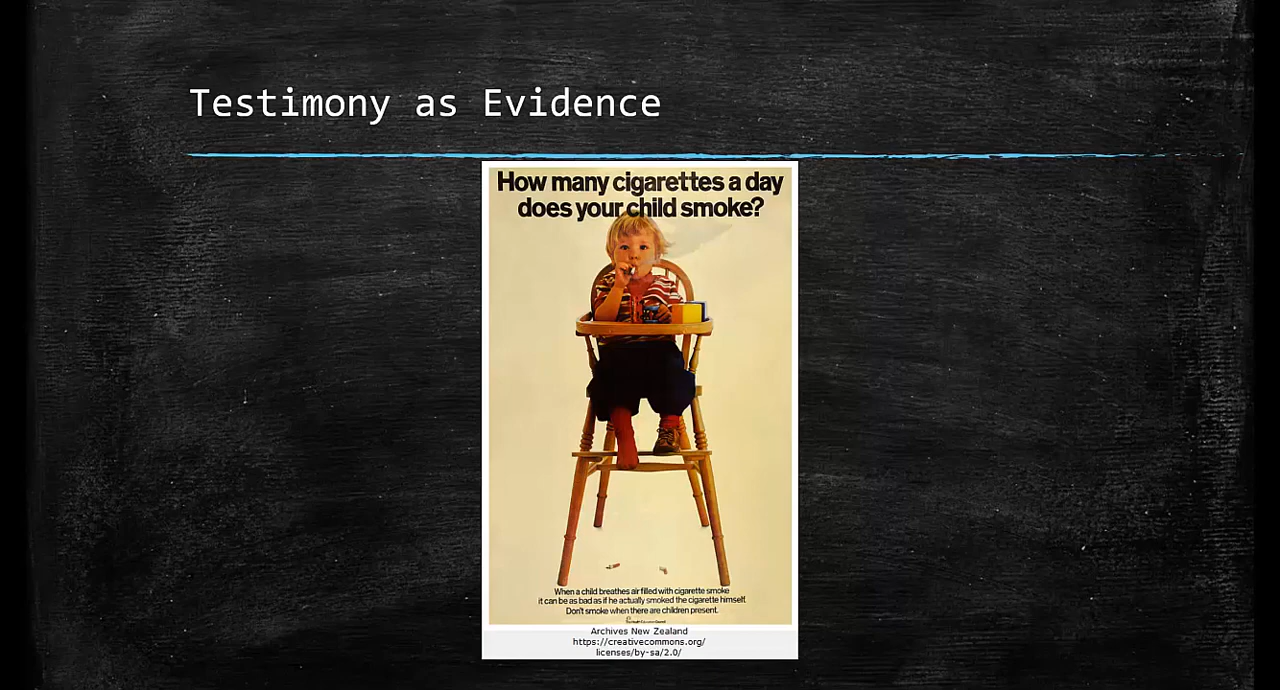 Testimony as Evidence
How many cigarettes a day
does your child smoke?
When a child breathes air filled with cigarette smoke
it can be as bad as if he actually smoked the cigarette himself.
Don't smoke when there are children present.
Archives New Zealand
https://creativecommons.org/
licenses/by-sa/2.0/